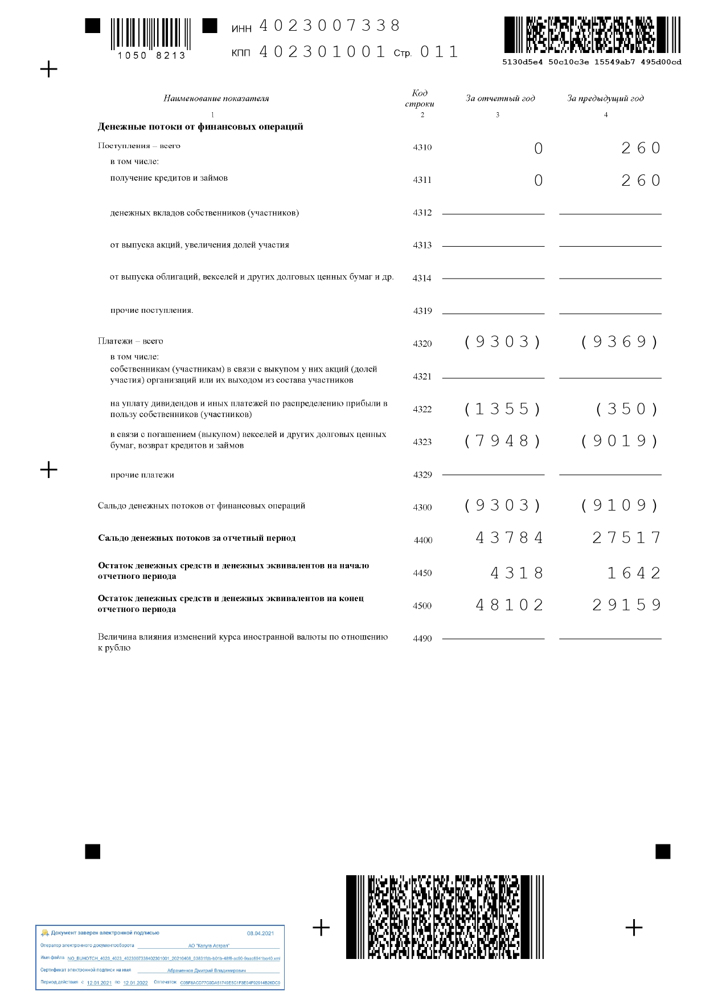 ИНН 4023007338
1050 8213
КПП 402301001 Стр. 011
5130d5e4 50c10c3e 15549ab7 495d00cd
Наименование показателя Код строки За отчетный год За предыдущий год
1 2 3 4
Денежные потоки от финансовых операций
Поступления – всего 4310 0 260
в том числе:
получение кредитов и займов 4311 0 260
денежных вкладов собственников (участников) 4312
от выпуска акций, увеличения долей участия 4313
от выпуска облигаций, векселей и других долговых ценных бумаг и др. 4314
прочие поступления. 4319
Платежи – всего 4320 (9303) (9369)
в том числе:
собственникам (участникам) в связи с выкупом у них акций (долей
участия) организаций или их выходом из состава участников 4321
на уплату дивидендов и иных платежей по распределению прибыли в
пользу собственников (участников) 4322 (1355) (350)
в связи с погашением (выкупом) векселей и других долговых ценных
бумаг, возврат кредитов и займов 4323 (7948) (9019)
прочие платежи 4329
Сальдо денежных потоков от финансовых операций 4300 (9303) (9109)
Сальдо денежных потоков за отчетный период 4400 43784 27517
Остаток денежных средств и денежных эквивалентов на начало
отчетного периода 4450 4318 1642
Остаток денежных средств и денежных эквивалентов на конец
отчетного периода 4500 48102 29159
Величина влияния изменений курса иностранной валюты по отношению
к рублю 4490
Документ заверен электронной подписью 08.04.2021
Оператор электронного документооборота АО "Калуга Астрал"
Имя файла
Сертификат электронной подписи на имя Абраменков Дмитрий Владимирович
Период действия с 12.01.2021 по 12.01.2022 Отпечаток